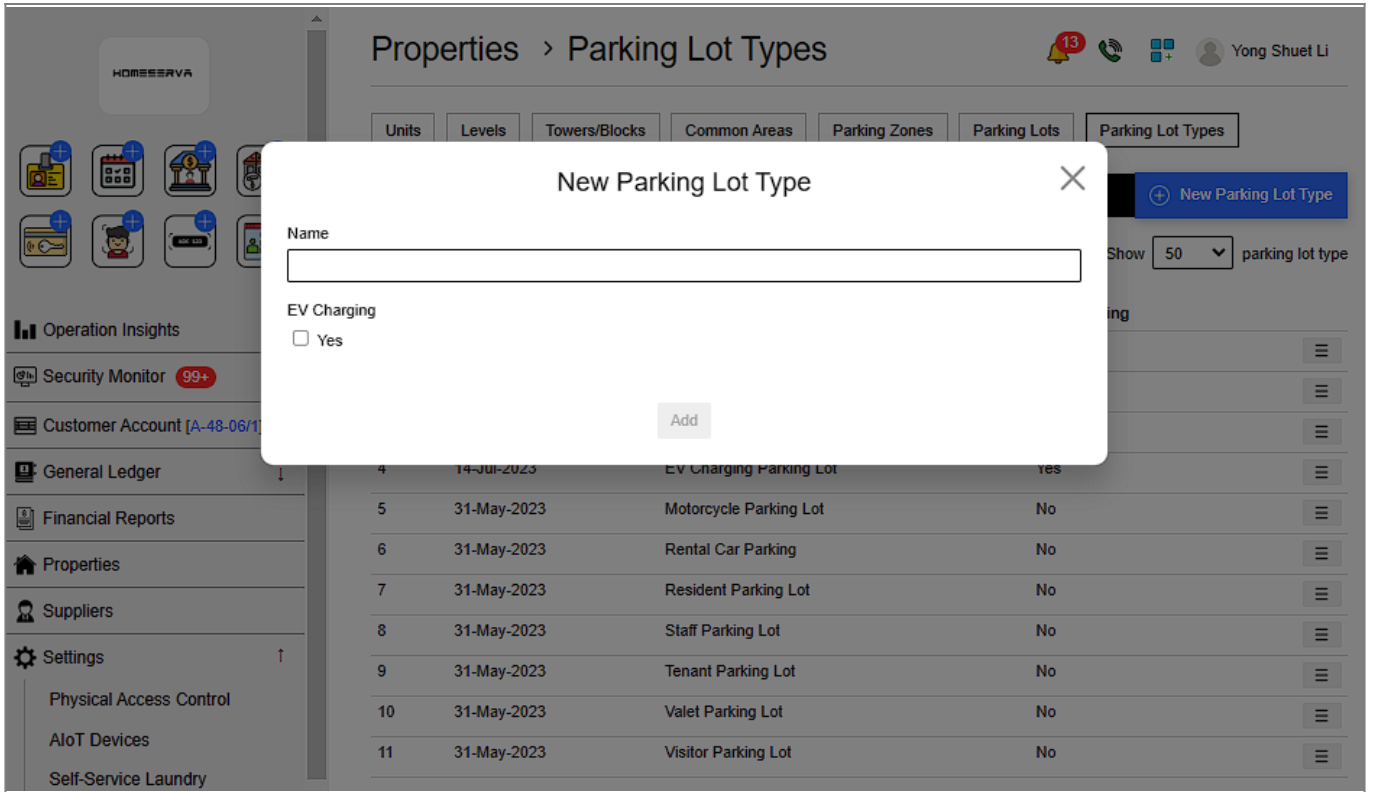 HOMESERVA
Properties > Parking Lot Types
13
Yong Shuet Li
Units
Levels
Towers/Blocks
Common Areas
Parking Zones
Parking Lots
Parking Lot Types
New Parking Lot Type
New Parking Lot Type
Show 50 parking lot type
Name
EV Charging
Yes
Add
ing
Operation Insights
Security Monitor 99+
Customer Account [A-48-06/1]
General Ledger ↓
Financial Reports
Properties
Suppliers
Settings ↑
Physical Access Control
AIoT Devices
Self-Service Laundry
4 14-Jul-2023 EV Charging Parking Lot Yes
5 31-May-2023 Motorcycle Parking Lot No
6 31-May-2023 Rental Car Parking No
7 31-May-2023 Resident Parking Lot No
8 31-May-2023 Staff Parking Lot No
9 31-May-2023 Tenant Parking Lot No
10 31-May-2023 Valet Parking Lot No
11 31-May-2023 Visitor Parking Lot No